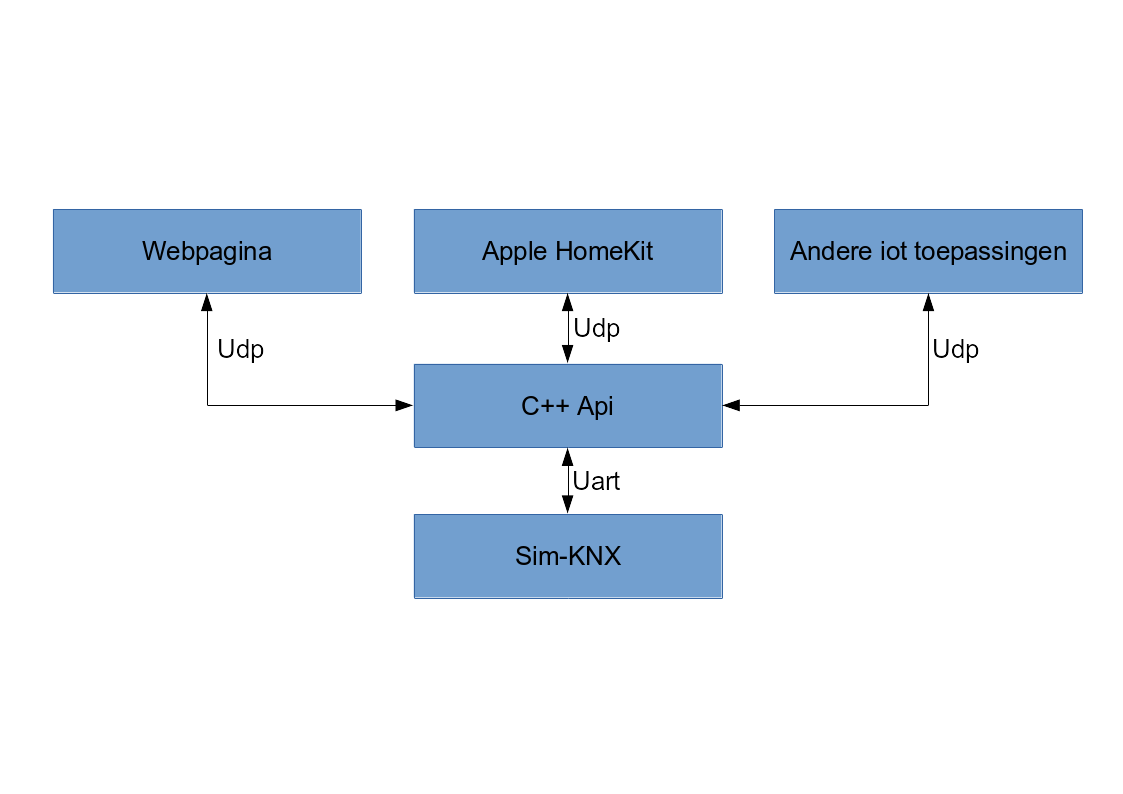 Webpagina
Apple HomeKit
Andere iot toepassingen
Udp
Udp
Udp
C++ Api
Uart
Sim-KNX